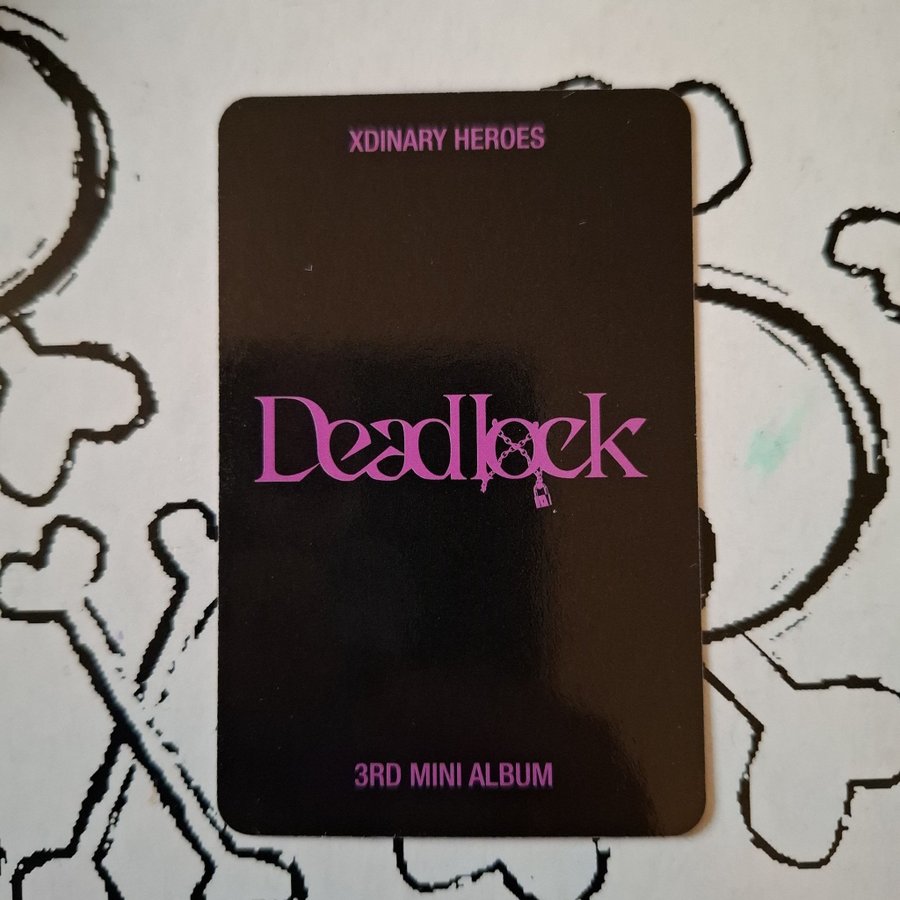 XDINARY HEROES
Deadlock
3RD MINI ALBUM